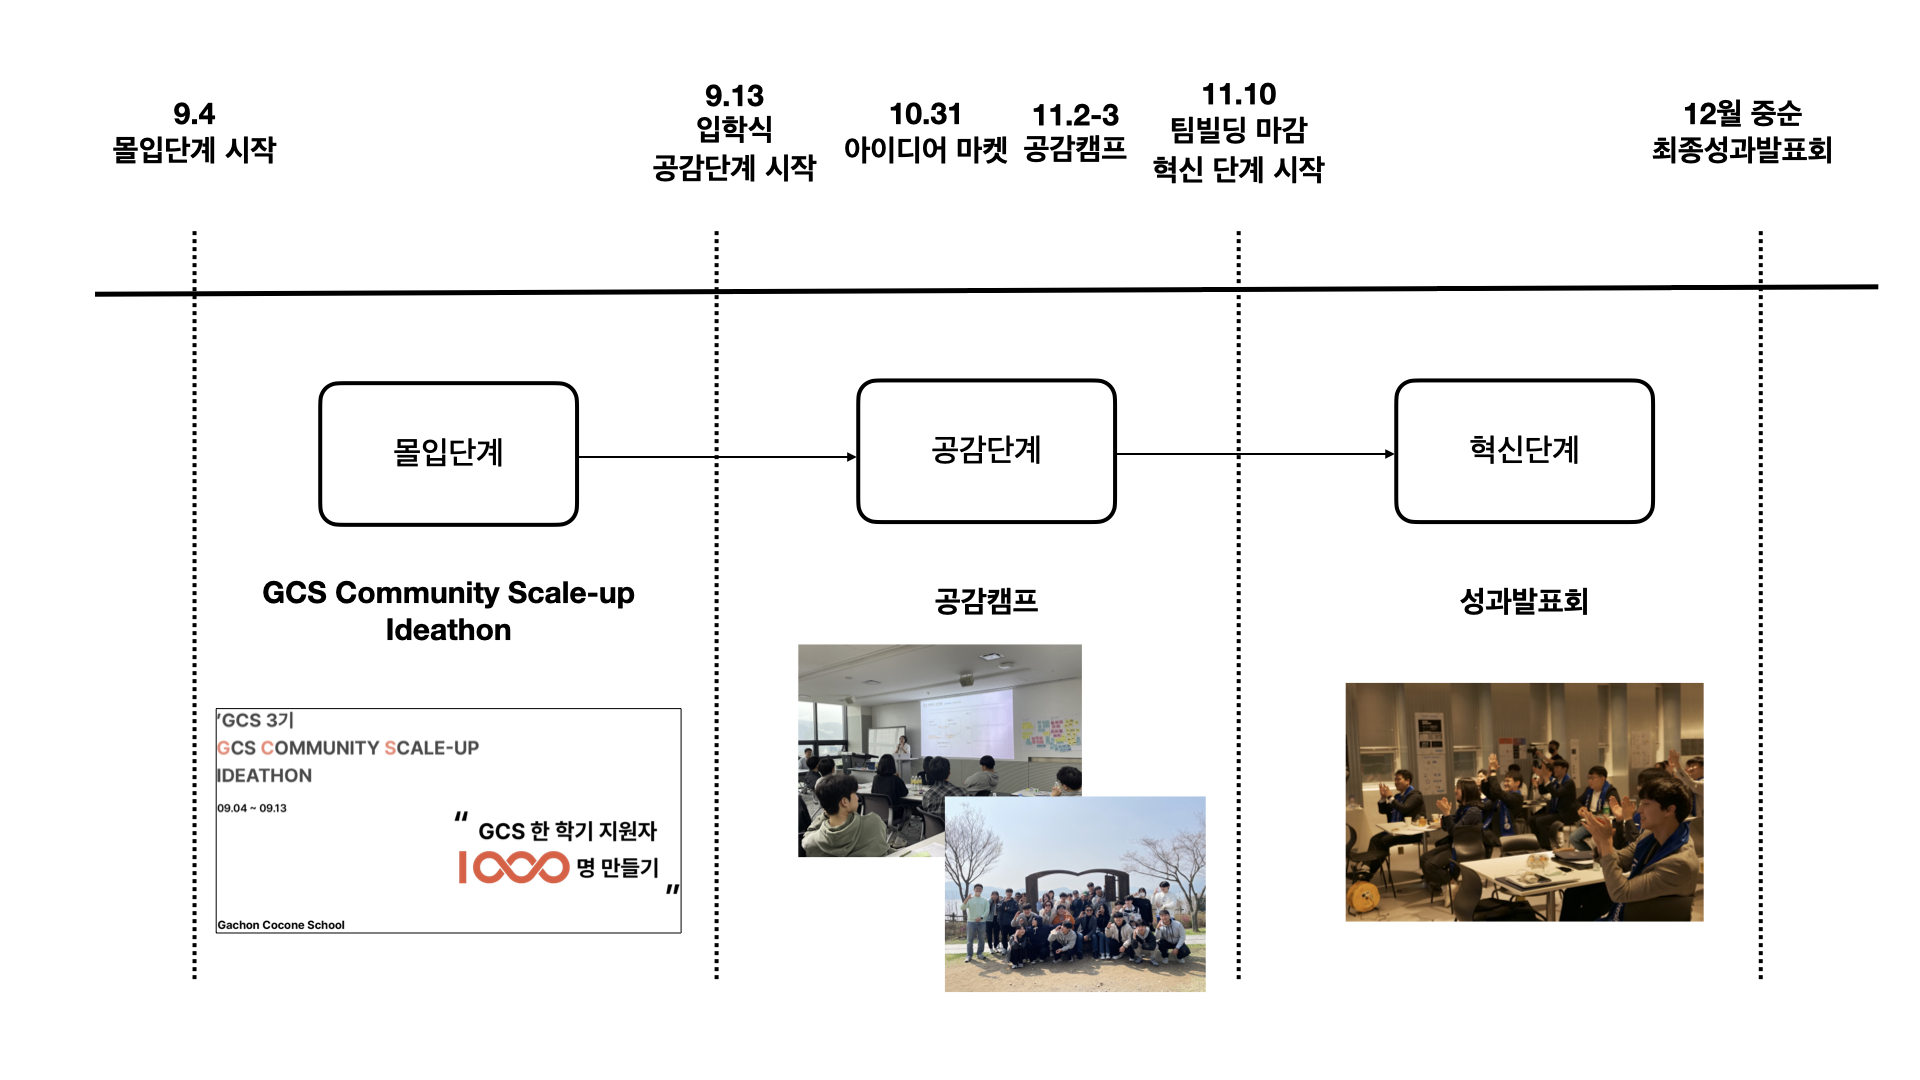 9.4
몰입단계 시작
9.13
입학식
공감단계 시작
10.31
아이디어 마켓
11.2-3
공감캠프
11.10
팀빌딩 마감
혁신 단계 시작
12월 중순
최종성과발표회
몰입단계
공감단계
혁신단계
GCS Community Scale-up
Ideathon
공감캠프
성과발표회
'GCS 3기
GCS COMMUNITY SCALE-UP
IDEATHON
09.04 ~ 09.13
“ GCS 한 학기 지원자
1000 명 만들기 ”
Gachon Cocone School